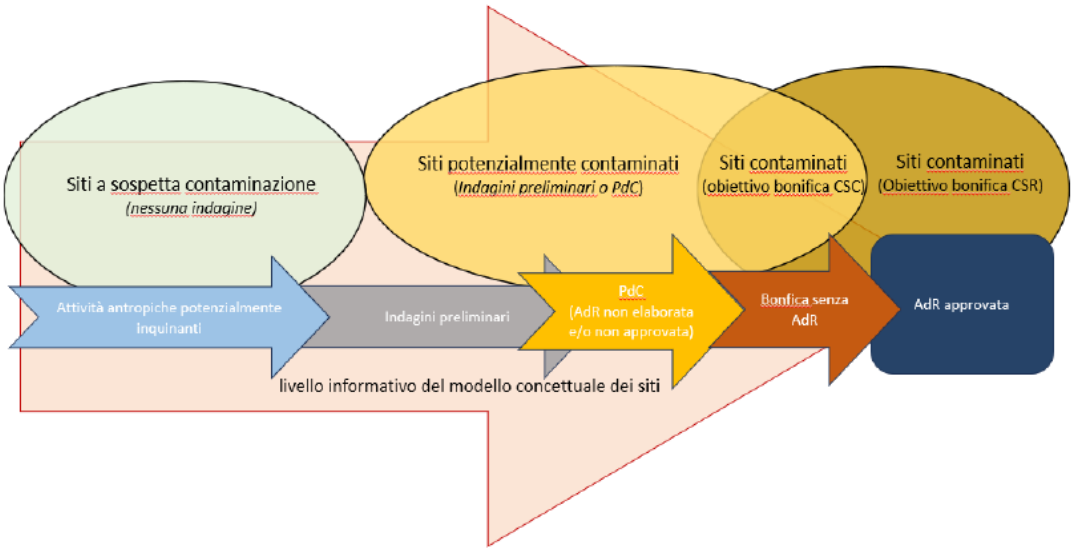 Siti a sospetta contaminazione
(nessuna indagine)
Siti potenzialmente contaminati
(Indagini preliminari o PdC)
Siti contaminati
(obiettivo bonifica CSC)
Siti contaminati
(Obiettivo bonifica CSR)
Attività antropiche potenzialmente
inquinanti
Indagini preliminari
PdC
(AdR non elaborata
e/o non approvata)
Bonfica senza
AdR
AdR approvata
livello informativo del modello concettuale dei siti